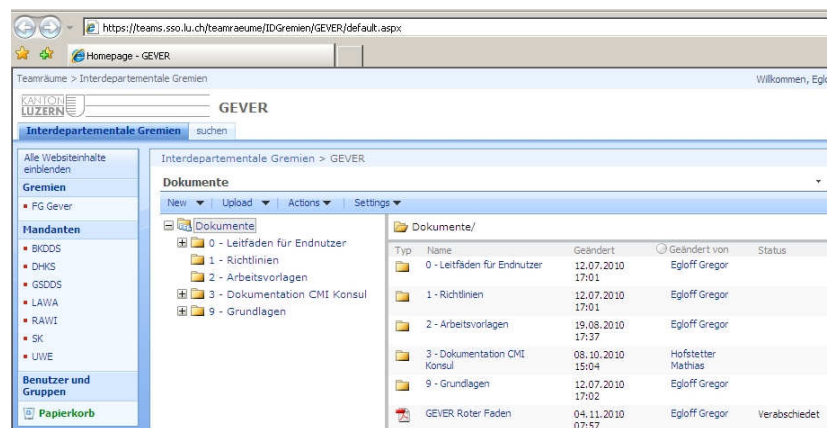 https://teams.sso.lu.ch/teamraeume/IDGremien/GEVER/default.aspx
Homepage - GEVER
Teamräume > Interdepartementale Gremien
Willkommen, Eglo
KANTON
LUZERN
GEVER
Interdepartementale Gremien suchen
Alle Websiteinhalte
einblenden
Gremien
FG Gever
Mandanten
BKDDS
DHKS
GSDDS
LAWA
RAWI
SK
UWE
Benutzer und
Gruppen
Papierkorb
Interdepartementale Gremien > GEVER
Dokumente
New Upload Actions Settings
Dokumente
0 - Leitfäden für Endnutzer
1 - Richtlinien
2 - Arbeitsvorlagen
3 - Dokumentation CMI Konsul
9 - Grundlagen
Dokumente/
Typ Name Geändert Geändert von Status
0 - Leitfäden für Endnutzer 12.07.2010 Egloff Gregor
17:01
1 - Richtlinien 12.07.2010 Egloff Gregor
17:01
2 - Arbeitsvorlagen 19.08.2010 Egloff Gregor
17:37
3 - Dokumentation CMI 08.10.2010 Hofstetter
Konsul 15:04 Mathias
9 - Grundlagen 12.07.2010 Egloff Gregor
17:02
GEVER Roter Faden 04.11.2010 Egloff Gregor Verabschiedet
07:57